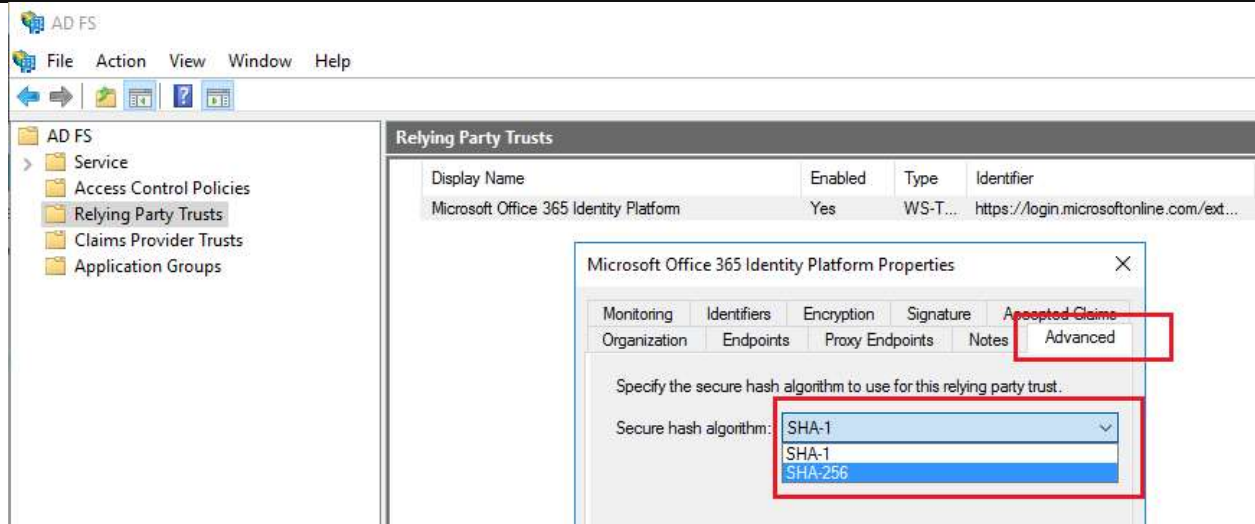 AD FS
File Action View Window Help
AD FS
Service
Access Control Policies
Relying Party Trusts
Claims Provider Trusts
Application Groups
Relying Party Trusts
Display Name Enabled Type Identifier
Microsoft Office 365 Identity Platform Yes WS-T... https://login.microsoftonline.com/ext...
Microsoft Office 365 Identity Platform Properties
Monitoring Identifiers Encryption Signature Accepted Claims
Organization Endpoints Proxy Endpoints Notes Advanced
Specify the secure hash algorithm to use for this relying party trust.
Secure hash algorithm: SHA-1
SHA-1
SHA-256